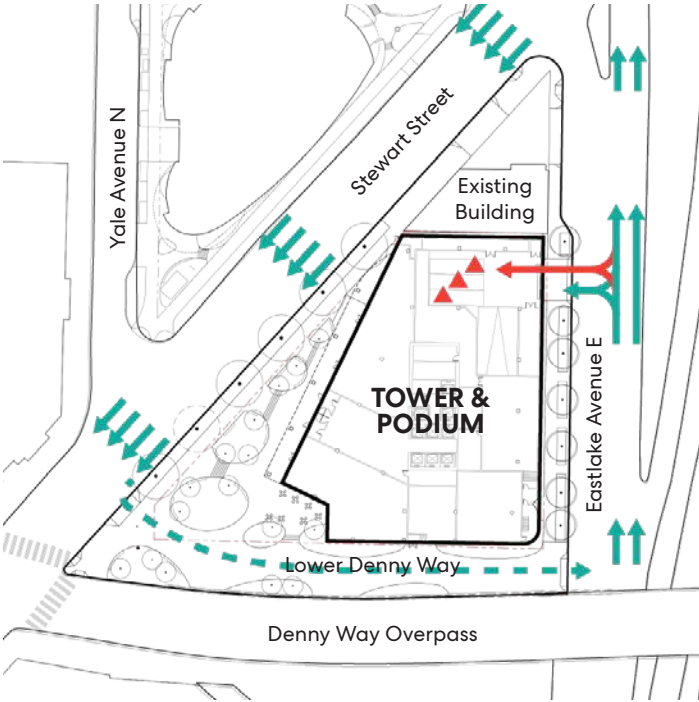 Yale Avenue N
Stewart Street
Existing
Building
TOWER &
PODIUM
Eastlake Avenue E
Lower Denny Way
Denny Way Overpass